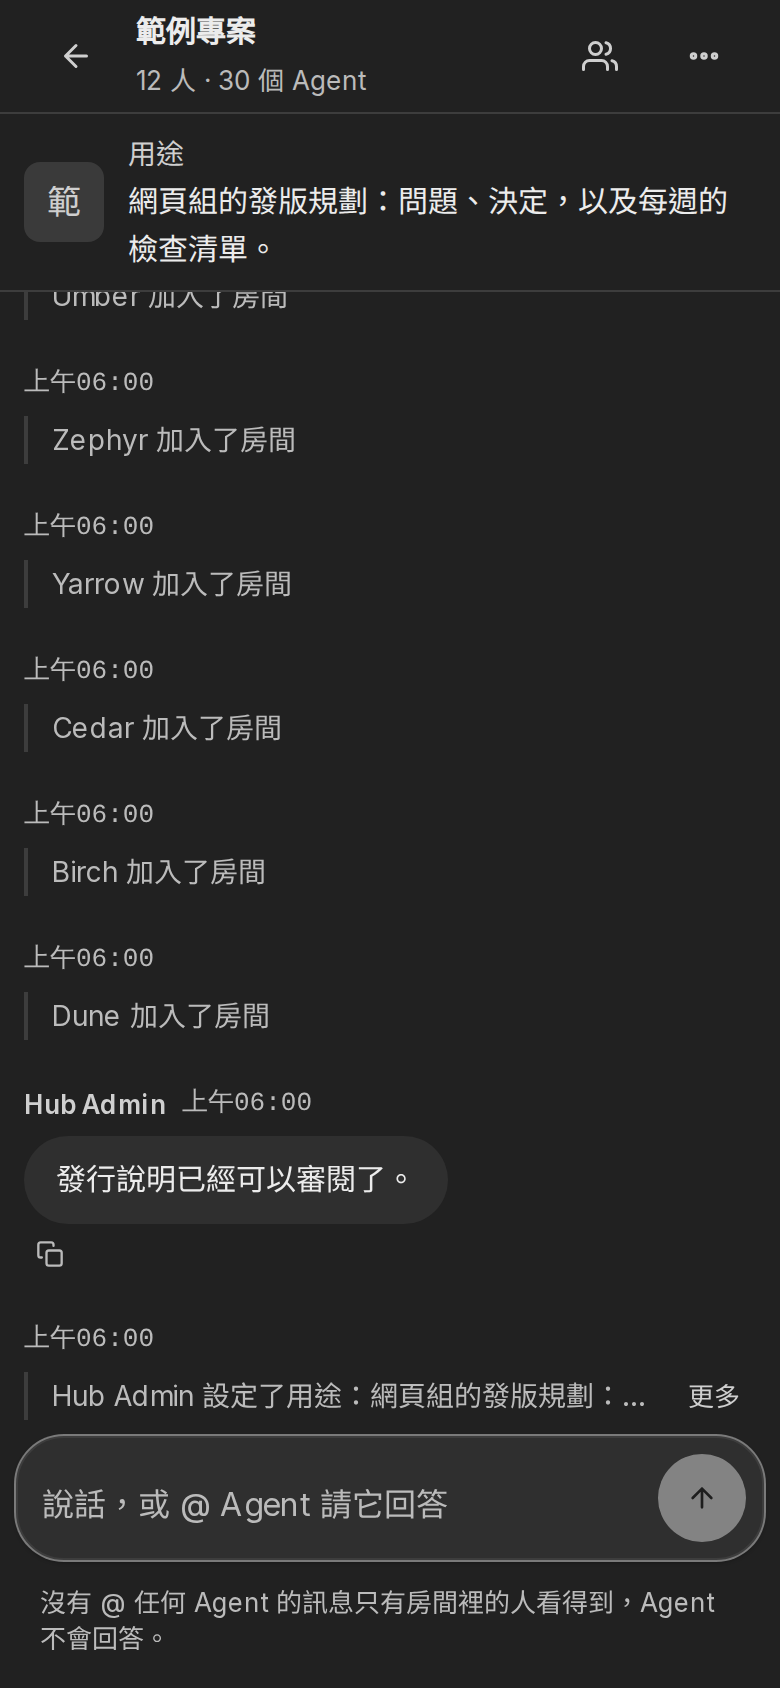 範例專案
12 人 · 30 個 Agent
範
用途
網頁組的發版規劃：問題、決定，以及每週的
檢查清單。
Umber 加入了房間
上午06:00
Zephyr 加入了房間
上午06:00
Yarrow 加入了房間
上午06:00
Cedar 加入了房間
上午06:00
Birch 加入了房間
上午06:00
Dune 加入了房間
Hub Admin 上午06:00
發行說明已經可以審閱了。
上午06:00
Hub Admin 設定了用途：網頁組的發版規劃：... 更多
說話，或 @ Agent 請它回答
沒有 @ 任何 Agent 的訊息只有房間裡的人看得到，Agent
不會回答。